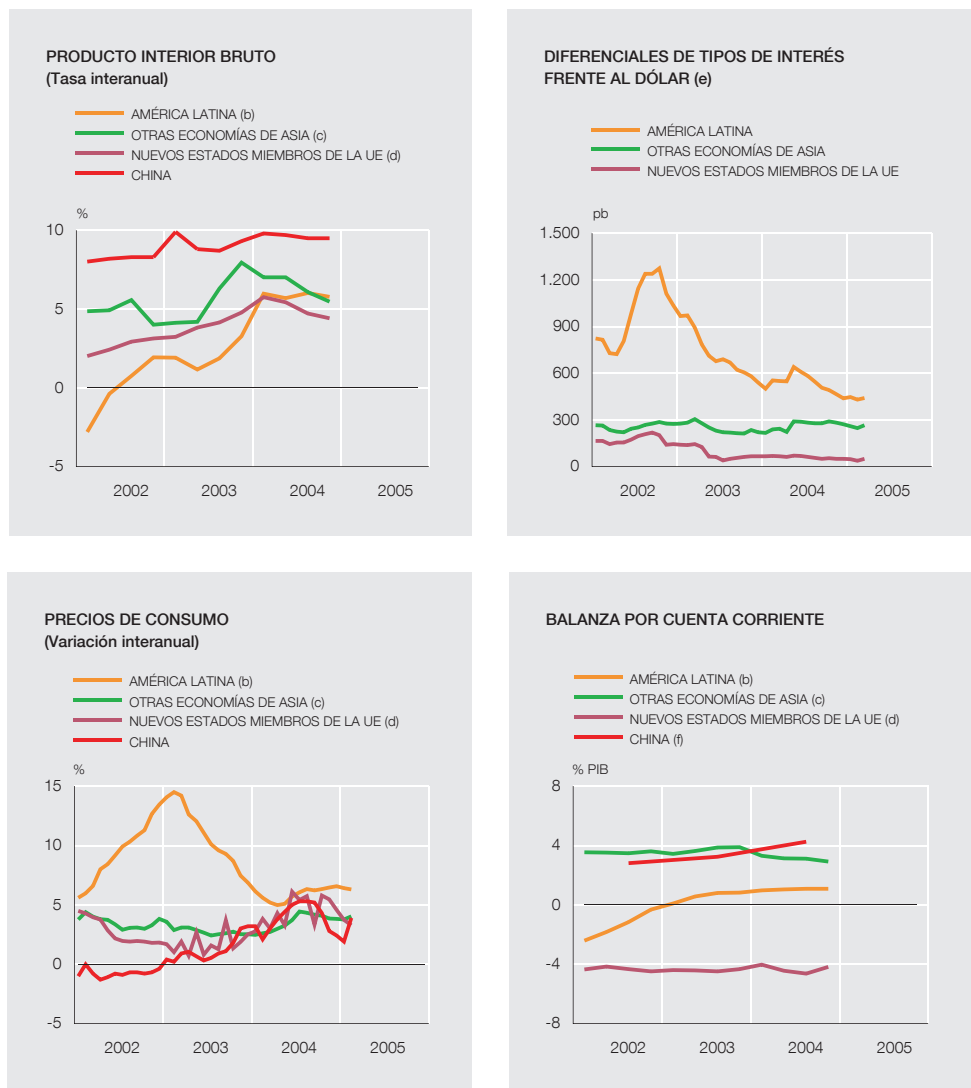 PRODUCTO INTERIOR BRUTO
(Tasa interanual)
AMÉRICA LATINA (b)
OTRAS ECONOMÍAS DE ASIA (c)
NUEVOS ESTADOS MIEMBROS DE LA UE (d)
CHINA
%
10
5
0
-5
2002 2003 2004 2005
DIFERENCIALES DE TIPOS DE INTERÉS
FRENTE AL DÓLAR (e)
AMÉRICA LATINA
OTRAS ECONOMÍAS DE ASIA
NUEVOS ESTADOS MIEMBROS DE LA UE
pb
1.500
1.200
900
600
300
0
2002 2003 2004 2005
PRECIOS DE CONSUMO
(Variación interanual)
AMÉRICA LATINA (b)
OTRAS ECONOMÍAS DE ASIA (c)
NUEVOS ESTADOS MIEMBROS DE LA UE (d)
CHINA
%
15
10
5
0
-5
2002 2003 2004 2005
BALANZA POR CUENTA CORRIENTE
AMÉRICA LATINA (b)
OTRAS ECONOMÍAS DE ASIA (c)
NUEVOS ESTADOS MIEMBROS DE LA UE (d)
CHINA (f)
% PIB
8
4
0
-4
-8
2002 2003 2004 2005